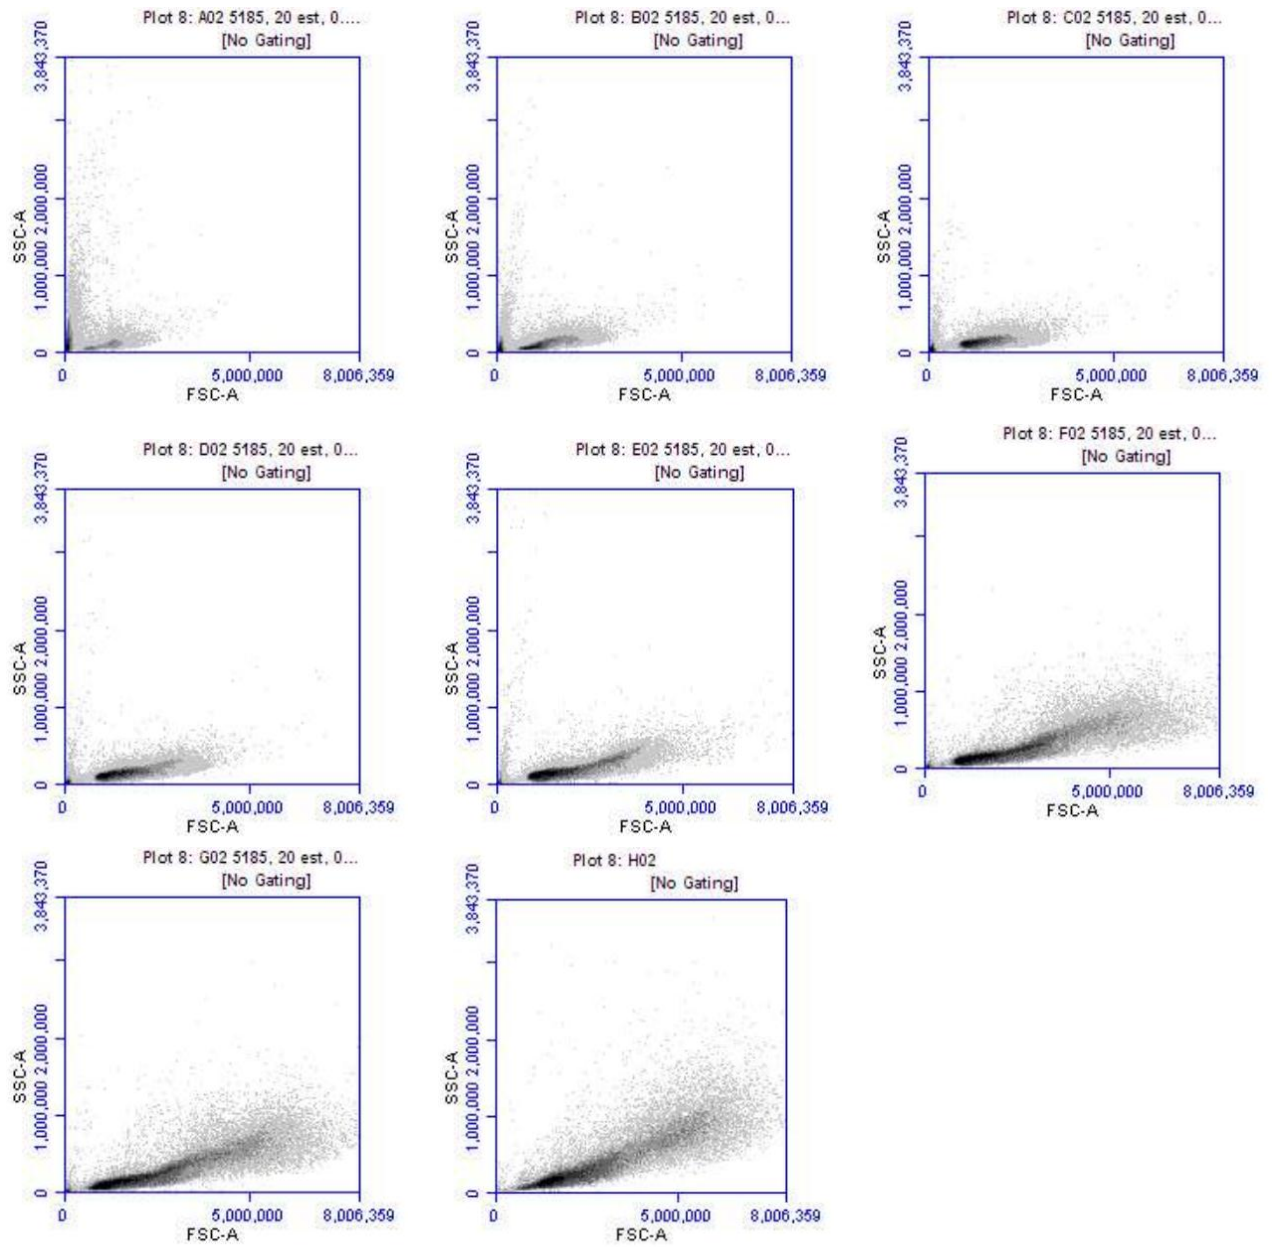 Plot 8: A02 5185, 20 est, 0....
[No Gating]
3,843,370
2,000,000
1,000,000
0
SSC-A
0 5,000,000 8,006,359
FSC-A
Plot 8: B02 5185, 20 est, 0...
[No Gating]
3,843,370
2,000,000
1,000,000
0
SSC-A
0 5,000,000 8,006,359
FSC-A
Plot 8: C02 5185, 20 est, 0...
[No Gating]
3,843,370
2,000,000
1,000,000
0
SSC-A
0 5,000,000 8,006,359
FSC-A
Plot 8: D02 5185, 20 est, 0...
[No Gating]
3,843,370
2,000,000
1,000,000
0
SSC-A
0 5,000,000 8,006,359
FSC-A
Plot 8: E02 5185, 20 est, 0...
[No Gating]
3,843,370
2,000,000
1,000,000
0
SSC-A
0 5,000,000 8,006,359
FSC-A
Plot 8: F02 5185, 20 est, 0...
[No Gating]
3,843,370
2,000,000
1,000,000
0
SSC-A
0 5,000,000 8,006,359
FSC-A
Plot 8: G02 5185, 20 est, 0...
[No Gating]
3,843,370
2,000,000
1,000,000
0
SSC-A
0 5,000,000 8,006,359
FSC-A
Plot 8: H02
[No Gating]
3,843,370
2,000,000
1,000,000
0
SSC-A
0 5,000,000 8,006,359
FSC-A